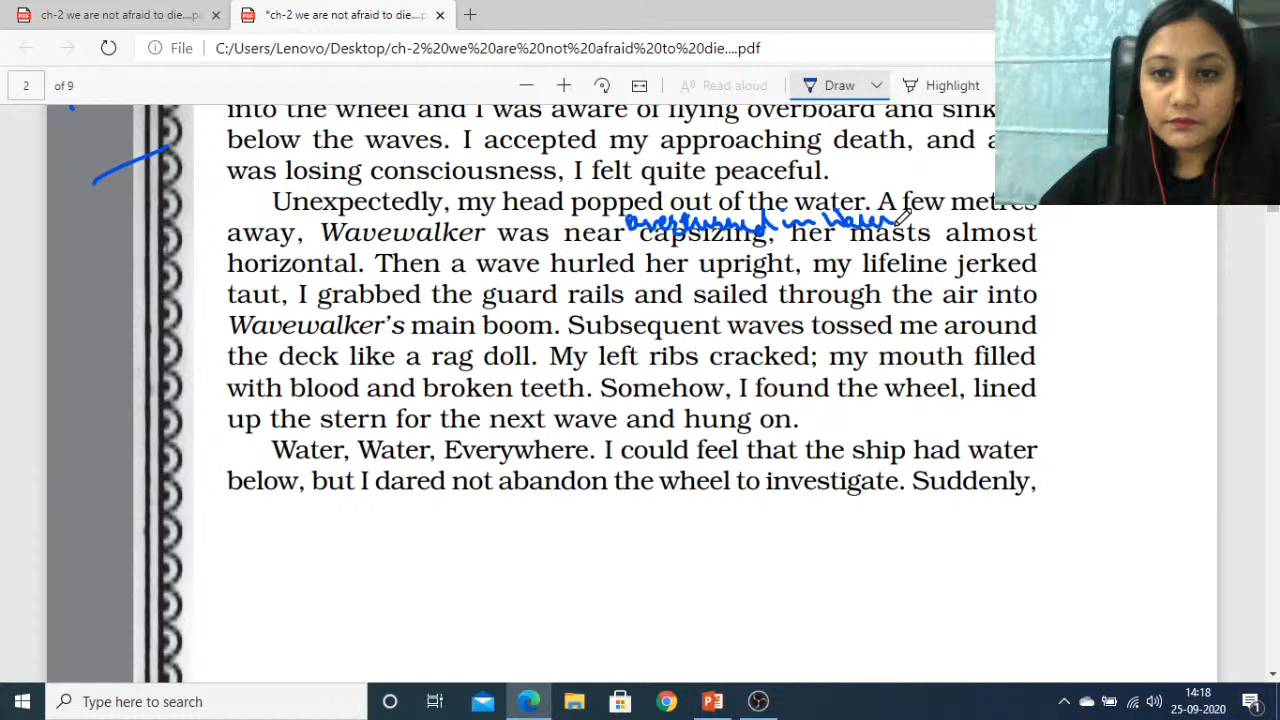 ch-2 we are not afraid to die....p
*ch-2 we are not afraid to die....p
File
C:/Users/Lenovo/Desktop/ch-2%20we%20are%20not%20afraid%20to%20die....pdf
2 of 9
Read aloud
Draw
Highlight
into the wheel and I was aware of flying overboard and sink
below the waves. I accepted my approaching death, and a
was losing consciousness, I felt quite peaceful.
Unexpectedly, my head popped out of the water. A few metres
overturned in water
away, Wavewalker was near capsizing, her masts almost
horizontal. Then a wave hurled her upright, my lifeline jerked
taut, I grabbed the guard rails and sailed through the air into
Wavewalker's main boom. Subsequent waves tossed me around
the deck like a rag doll. My left ribs cracked; my mouth filled
with blood and broken teeth. Somehow, I found the wheel, lined
up the stern for the next wave and hung on.
Water, Water, Everywhere. I could feel that the ship had water
below, but I dared not abandon the wheel to investigate. Suddenly,
Type here to search
14:18
25-09-2020
1